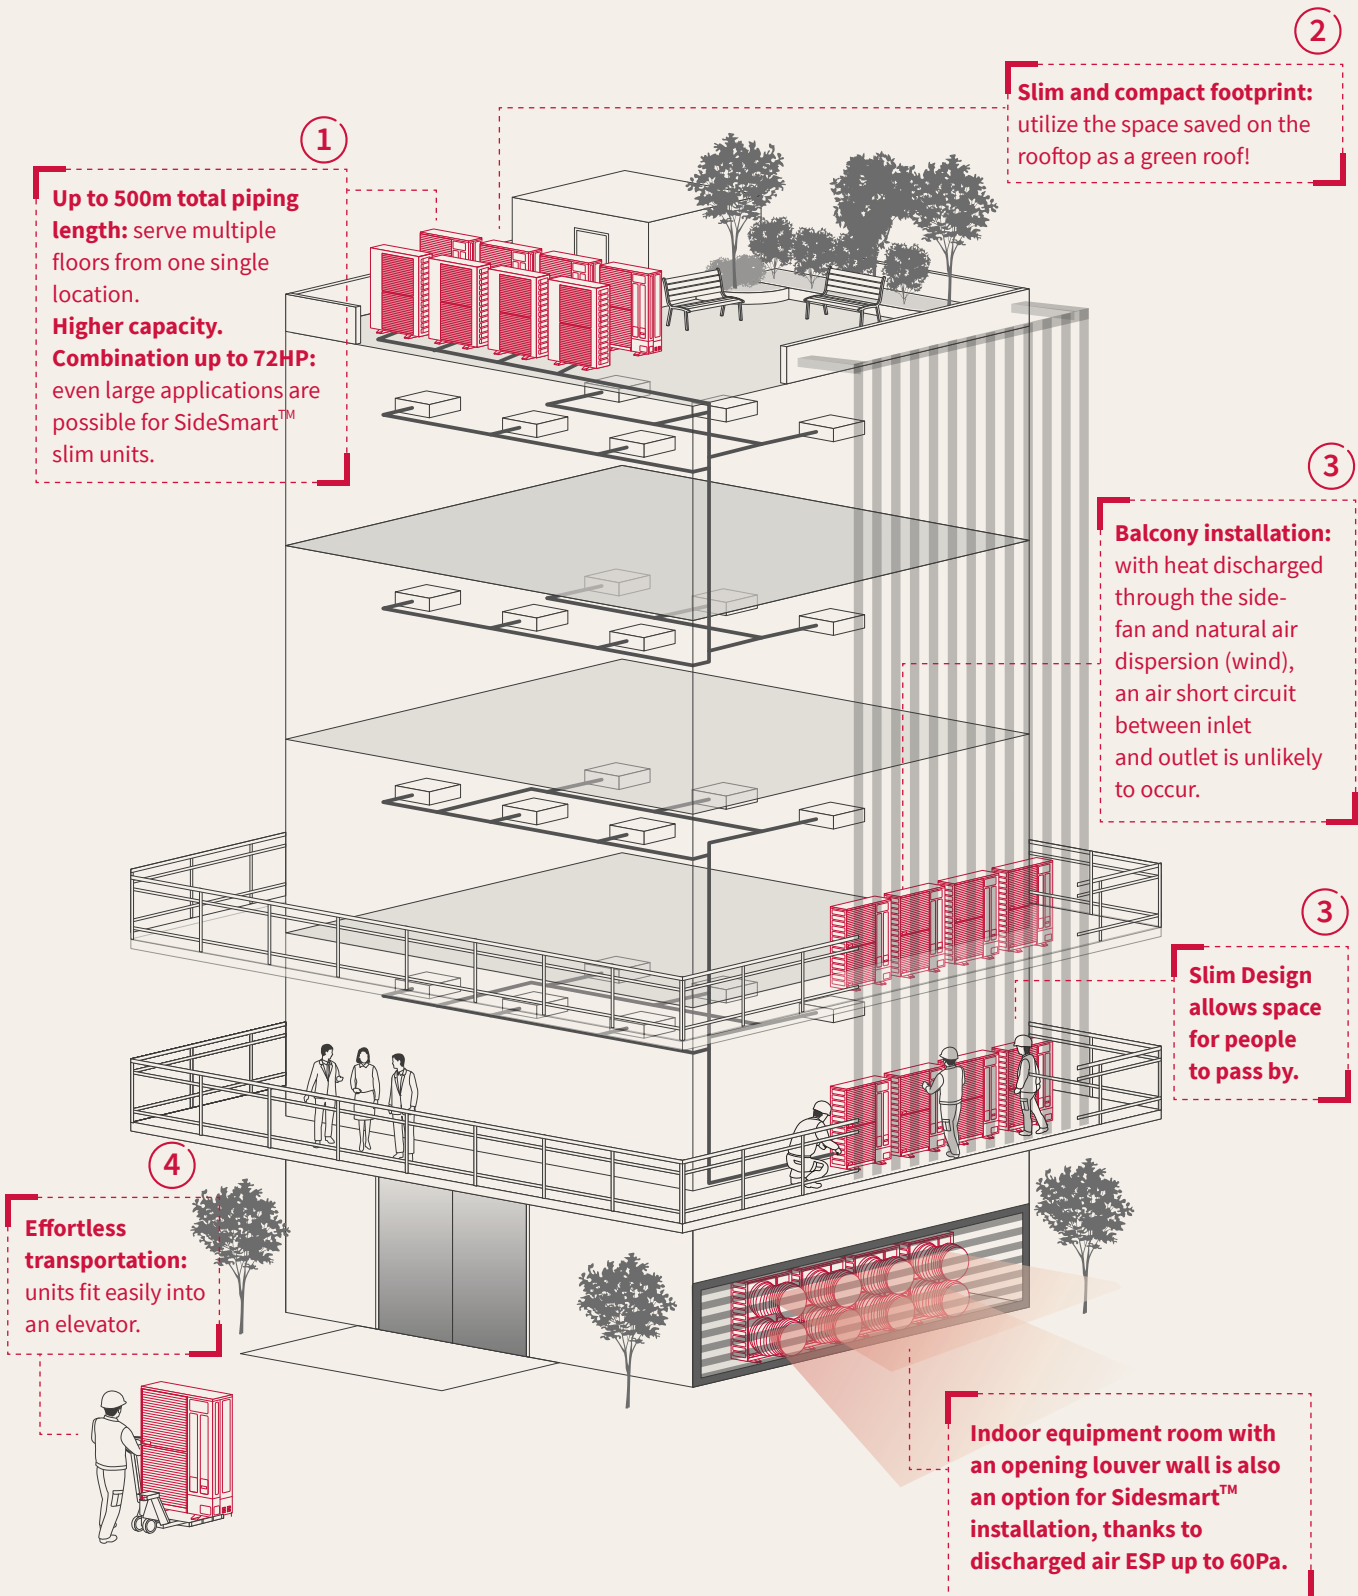 2
Slim and compact footprint:
utilize the space saved on the
rooftop as a green roof!
1
Up to 500m total piping
length: serve multiple
floors from one single
location.
Higher capacity.
Combination up to 72HP:
even large applications are
possible for SideSmart™
slim units.
3
Balcony installation:
with heat discharged
through the side-
fan and natural air
dispersion (wind),
an air short circuit
between inlet
and outlet is unlikely
to occur.
3
Slim Design
allows space
for people
to pass by.
4
Effortless
transportation:
units fit easily into
an elevator.
Indoor equipment room with
an opening louver wall is also
an option for Sidesmart™
installation, thanks to
discharged air ESP up to 60Pa.